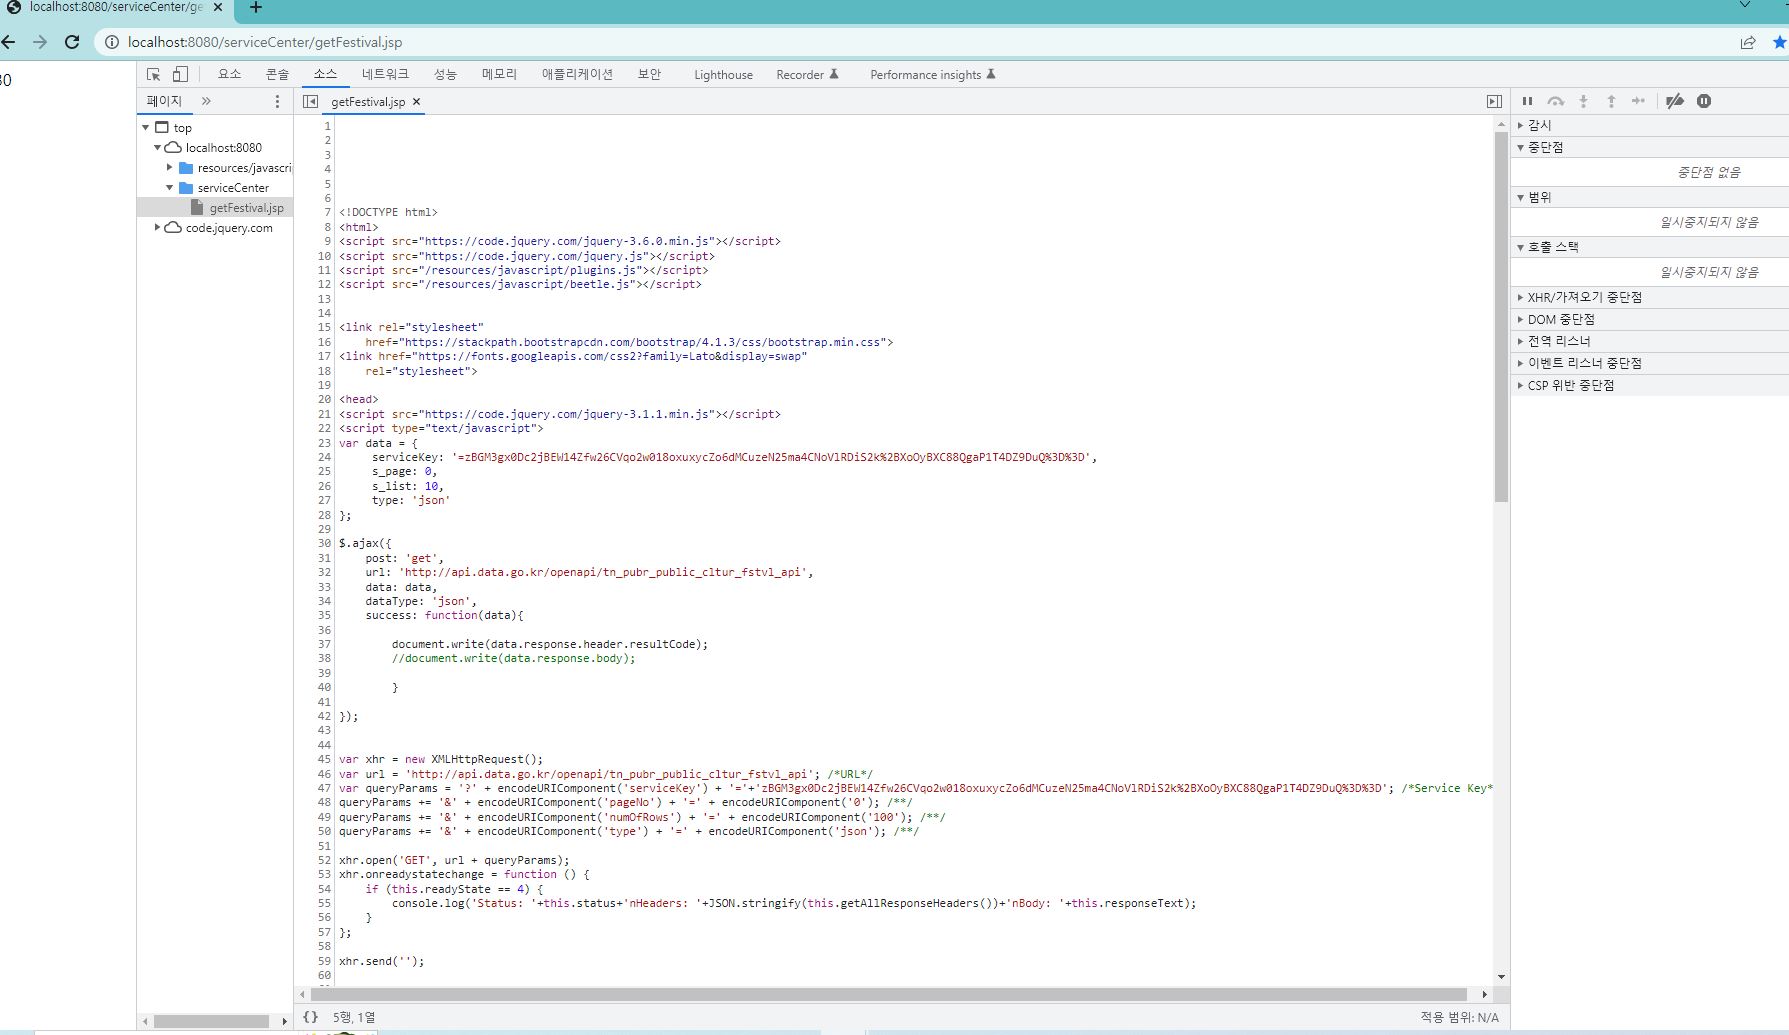 localhost:8080/serviceCenter/ge
localhost:8080/serviceCenter/getFestival.jsp
요소 콘솔 소스 네트워크 성능 메모리 애플리케이션 보안 Lighthouse Recorder Performance insights
페이지
getFestival.jsp
top
localhost:8080
resources/javascri
serviceCenter
getFestival.jsp
code.jquery.com
1
2
3
4
5
6
7 <!DOCTYPE html>
8 <html>
9 <script src="https://code.jquery.com/jquery-3.6.0.min.js"></script>
10 <script src="https://code.jquery.com/jquery.js"></script>
11 <script src="/resources/javascript/plugins.js"></script>
12 <script src="/resources/javascript/beetle.js"></script>
13
14
15 <link rel="stylesheet"
16 href="https://stackpath.bootstrapcdn.com/bootstrap/4.1.3/css/bootstrap.min.css">
17 <link href="https://fonts.googleapis.com/css2?family=Lato&display=swap"
18 rel="stylesheet">
19
20 <head>
21 <script src="https://code.jquery.com/jquery-3.1.1.min.js"></script>
22 <script type="text/javascript">
23 var data = {
24 serviceKey: '=zBGM3gx0Dc2jBEW14Zfw26CVqo2w018oxuxycZo6dMCuzeN25ma4CNoVlRDiS2k%2BXoOyBXC88QgaP1T4DZ9DuQ%3D%3D',
25 s_page: 0,
26 s_list: 10,
27 type: 'json'
28 };
29
30 $.ajax({
31 post: 'get',
32 url: 'http://api.data.go.kr/openapi/tn_pubr_public_cltur_fstvl_api',
33 data: data,
34 dataType: 'json',
35 success: function(data){
36
37 document.write(data.response.header.resultCode);
38 //document.write(data.response.body);
39
40 }
41
42 });
43
44
45 var xhr = new XMLHttpRequest();
46 var url = 'http://api.data.go.kr/openapi/tn_pubr_public_cltur_fstvl_api'; /*URL*/
47 var queryParams = '?' + encodeURIComponent('serviceKey') + '='+'zBGM3gx0Dc2jBEW14Zfw26CVqo2w018oxuxycZo6dMCuzeN25ma4CNoVlRDiS2k%2BXoOyBXC88QgaP1T4DZ9DuQ%3D%3D'; /*Service Key*
48 queryParams += '&' + encodeURIComponent('pageNo') + '=' + encodeURIComponent('0'); /**/
49 queryParams += '&' + encodeURIComponent('numOfRows') + '=' + encodeURIComponent('100'); /**/
50 queryParams += '&' + encodeURIComponent('type') + '=' + encodeURIComponent('json'); /**/
51
52 xhr.open('GET', url + queryParams);
53 xhr.onreadystatechange = function () {
54 if (this.readyState == 4) {
55 console.log('Status: '+this.status+'nHeaders: '+JSON.stringify(this.getAllResponseHeaders())+'nBody: '+this.responseText);
56 }
57 };
58
59 xhr.send('');
60
{} 5행, 1열
적용 범위: N/A
감시
중단점
중단점 없음
범위
일시중지되지 않음
호출 스택
일시중지되지 않음
XHR/가져오기 중단점
DOM 중단점
전역 리스너
이벤트 리스너 중단점
CSP 위반 중단점